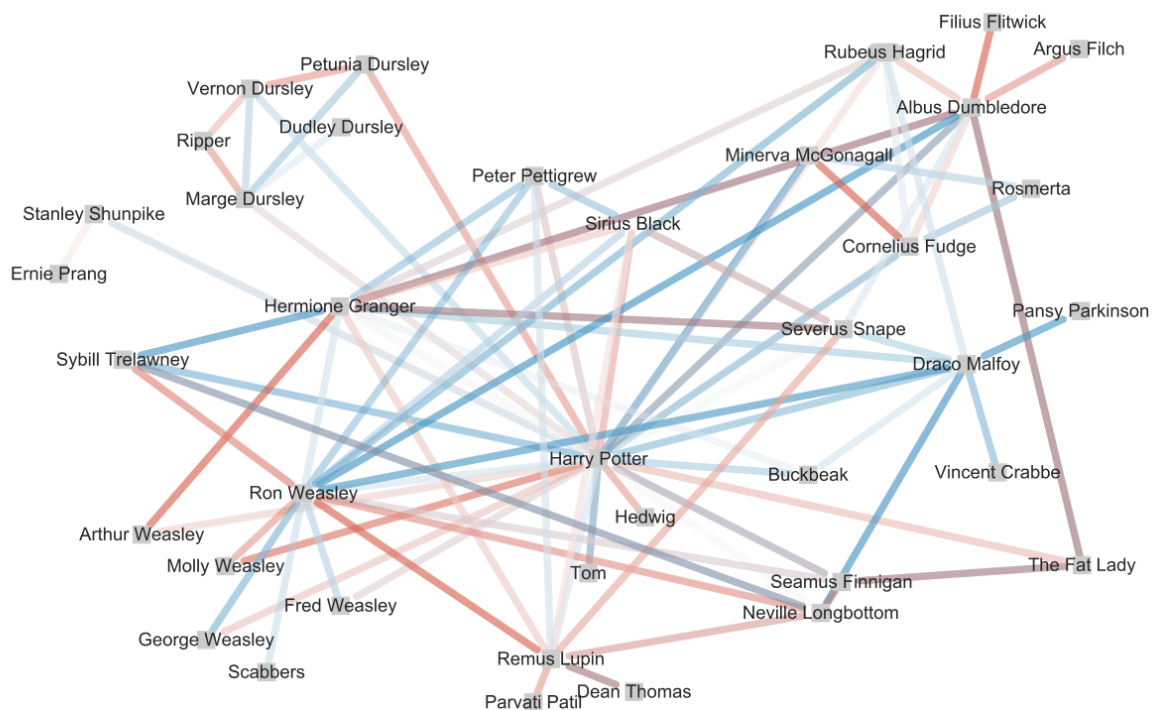 Filius Flitwick
Rubeus Hagrid
Argus Filch
Petunia Dursley
Vernon Dursley
Albus Dumbledore
Dudley Dursley
Ripper
Minerva McGonagall
Peter Pettigrew
Rosmerta
Marge Dursley
Stanley Shunpike
Sirius Black
Cornelius Fudge
Ernie Prang
Hermione Granger
Pansy Parkinson
Severus Snape
Sybill Trelawney
Draco Malfoy
Harry Potter
Buckbeak
Vincent Crabbe
Ron Weasley
Hedwig
Arthur Weasley
Molly Weasley
Tom
The Fat Lady
Seamus Finnigan
Fred Weasley
Neville Longbottom
George Weasley
Remus Lupin
Scabbers
Dean Thomas
Parvati Patil